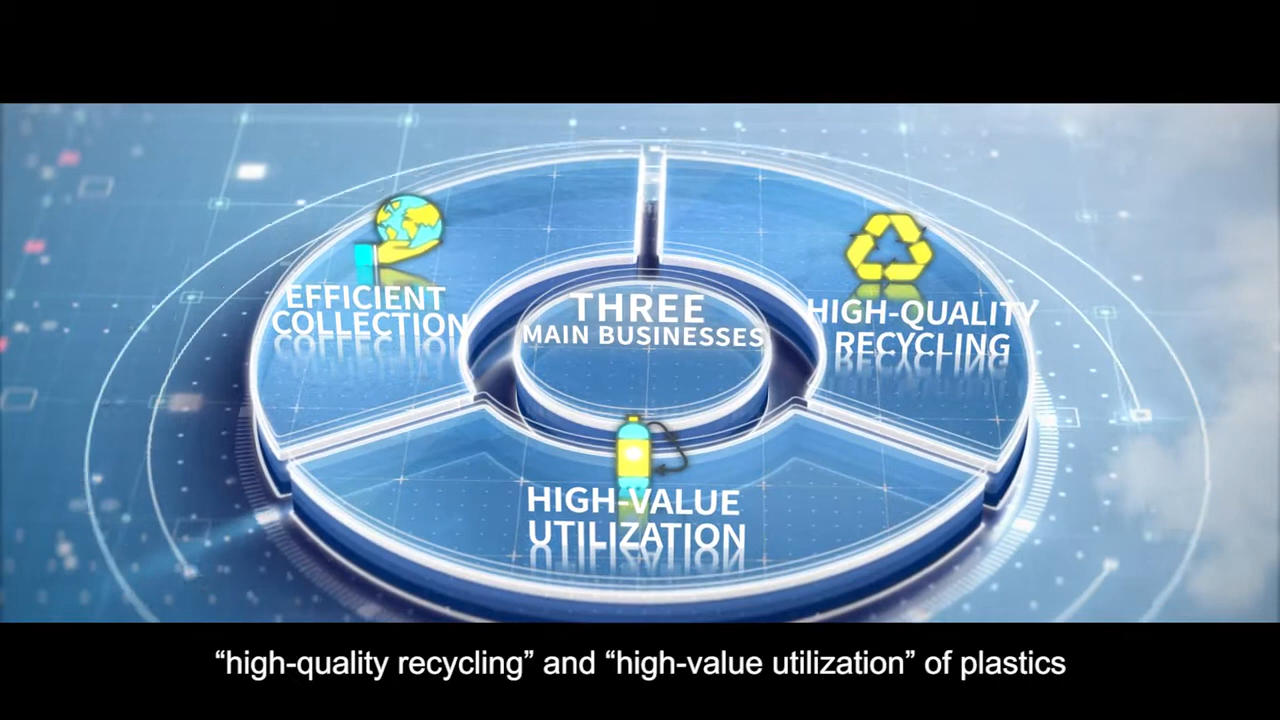 EFFICIENT
COLLECTION
THREE
MAIN BUSINESSES
HIGH-QUALITY
RECYCLING
HIGH-VALUE
UTILIZATION
“high-quality recycling” and “high-value utilization” of plastics